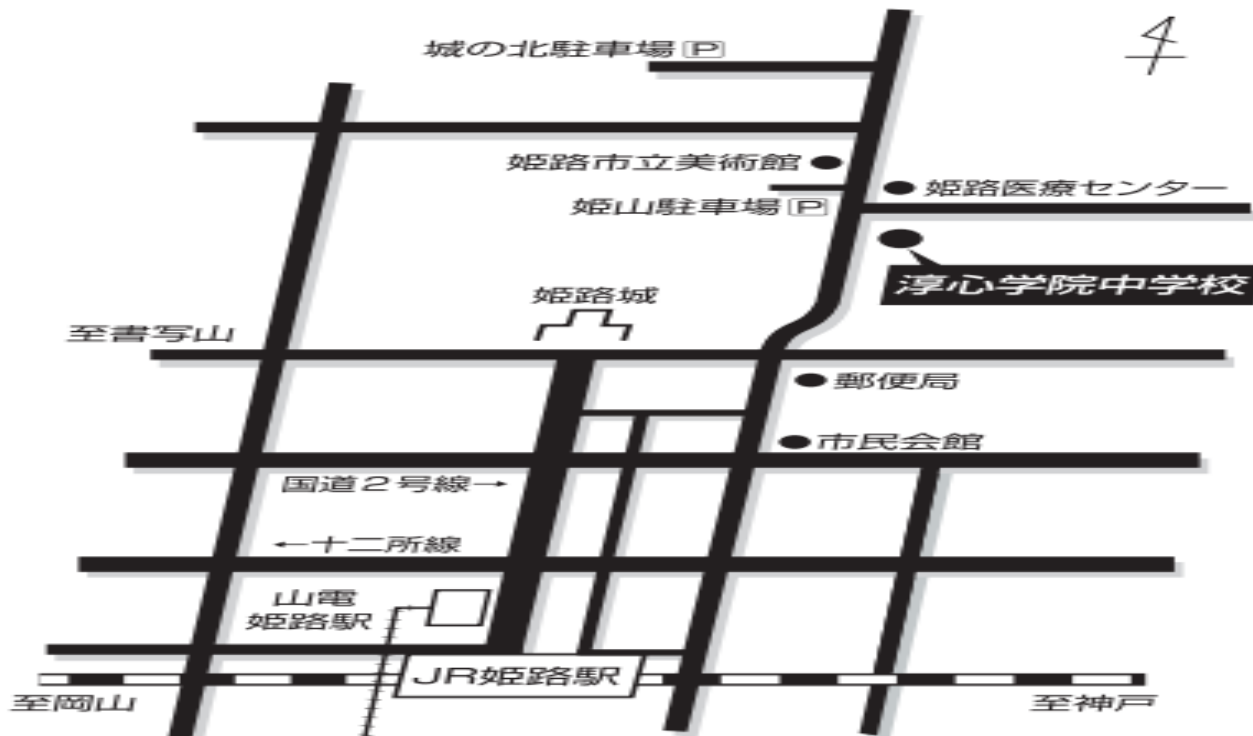 城の北駐車場 P
姫路市立美術館
姫路医療センター
姫山駐車場 P
淳心学院中学校
姫路城
至書写山
郵便局
市民会館
国道2号線→
←十二所線
山電
姫路駅
JR姫路駅
至岡山
至神戸